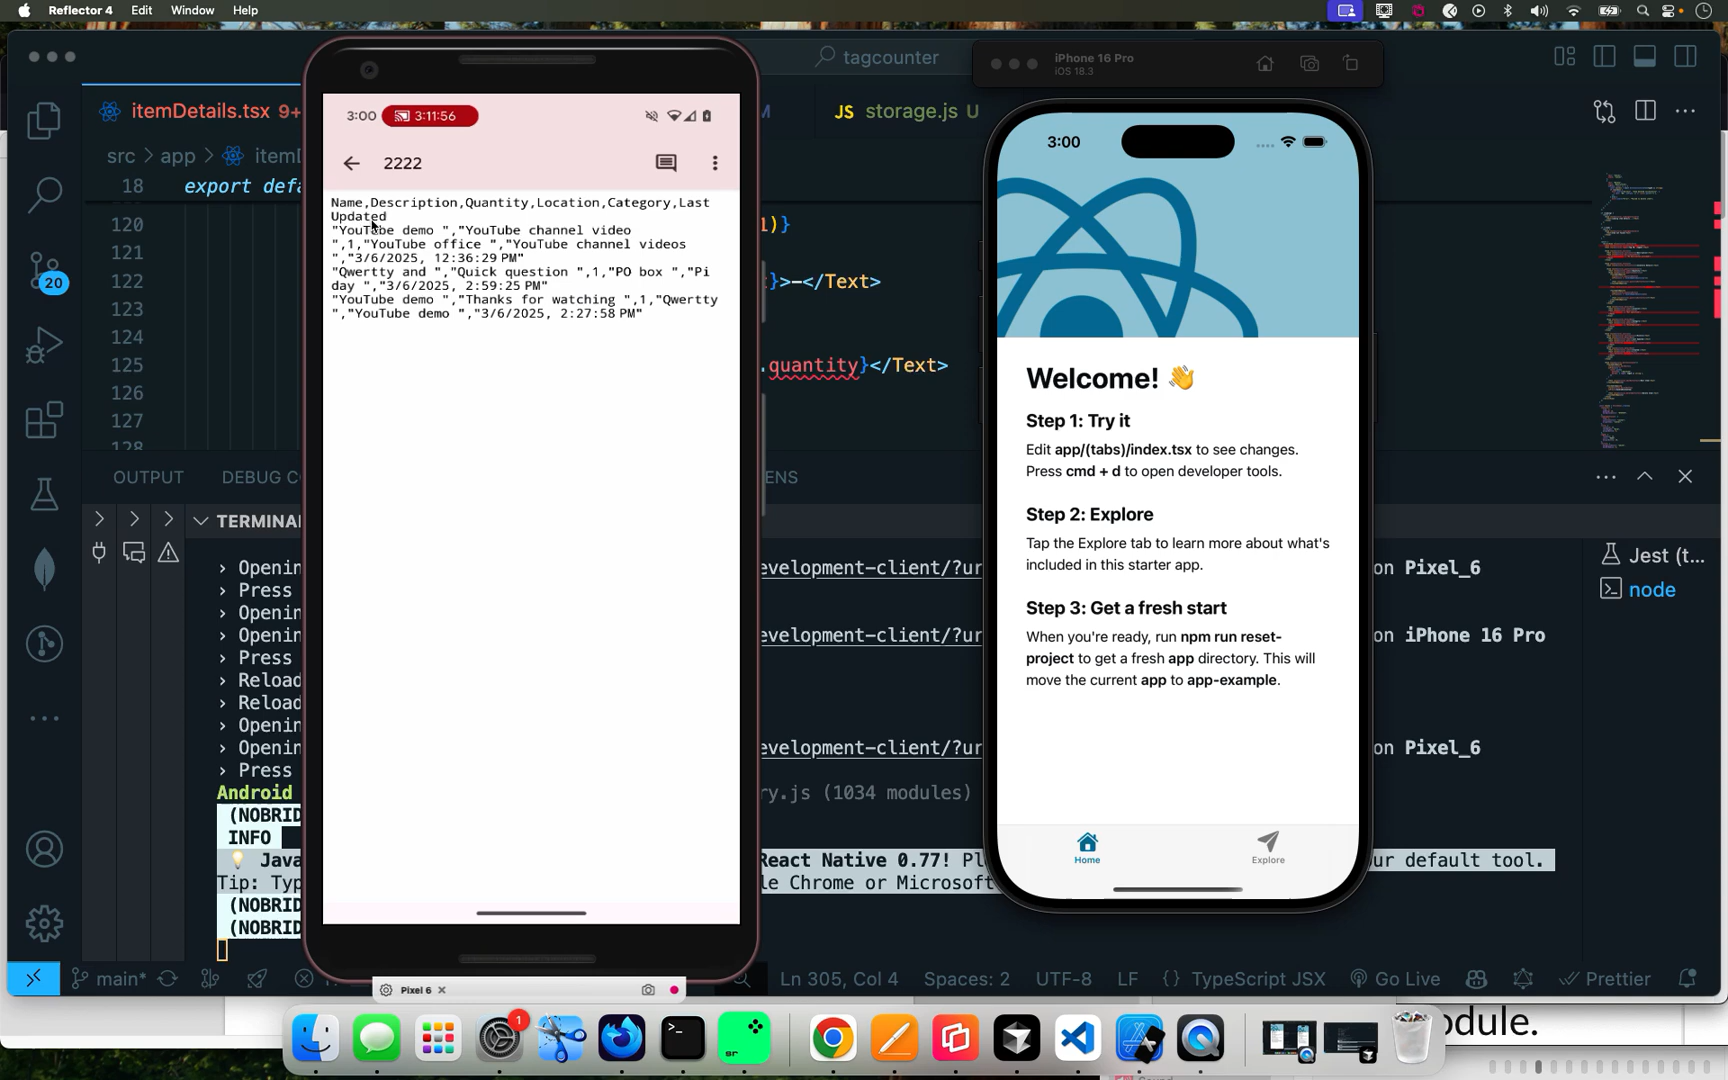 Reflector 4 Edit Window Help
tagcounter
iPhone 16 Pro
iOS 18.3
itemDetails.tsx 9+
JS storage.js U
src > app >
18 export defa
120
121
122
123
124
125
126
127
128
1)}
}>-</Text>
.quantity}</Text>
20
3:00 3:11:56
2222
Name,Description,Quantity,Location,Category,Last
Updated
"YouTube demo ","YouTube channel video
",1,"YouTube office ","YouTube channel videos
","3/6/2025, 12:36:29 PM"
"Qwertty and ","Quick question ",1,"PO box ","Pi
day ","3/6/2025, 2:59:25 PM"
"YouTube demo ","Thanks for watching ",1,"Qwertty
","YouTube demo ","3/6/2025, 2:27:58 PM"
3:00
Welcome! 👋
Step 1: Try it
Edit app/(tabs)/index.tsx to see changes.
Press cmd + d to open developer tools.
Step 2: Explore
Tap the Explore tab to learn more about what's
included in this starter app.
Step 3: Get a fresh start
When you're ready, run npm run reset-
project to get a fresh app directory. This will
move the current app to app-example.
Home Explore
OUTPUT DEBUG CO
ENS
TERMINA
› Openin evelopment-client/?ur on Pixel_6
› Press
› Openin
› Openin evelopment-client/?ur on iPhone 16 Pro
› Press
› Reload
› Reload
› Openin
› Openin evelopment-client/?ur on Pixel_6
› Press
Android ry.js (1034 modules)
(NOBRID
INFO
💡 Java React Native 0.77! Pl ur default tool.
Tip: Typ le Chrome or Microsoft
(NOBRID
(NOBRID
Jest (t...
node
main* Ln 305, Col 4 Spaces: 2 UTF-8 LF {} TypeScript JSX Go Live Prettier
Pixel 6
odule.
1
sr